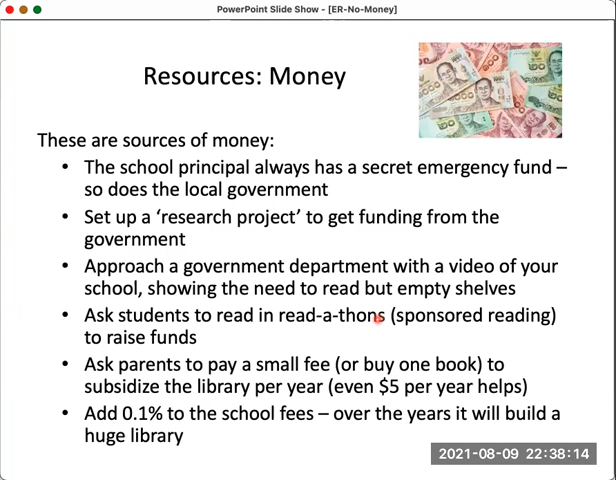 PowerPoint Slide Show - [ER-No-Money]
Resources: Money
These are sources of money:
• The school principal always has a secret emergency fund –
so does the local government
• Set up a ‘research project’ to get funding from the
government
• Approach a government department with a video of your
school, showing the need to read but empty shelves
• Ask students to read in read-a-thons (sponsored reading)
to raise funds
• Ask parents to pay a small fee (or buy one book) to
subsidize the library per year (even $5 per year helps)
• Add 0.1% to the school fees – over the years it will build a
huge library
2021-08-09 22:38:14